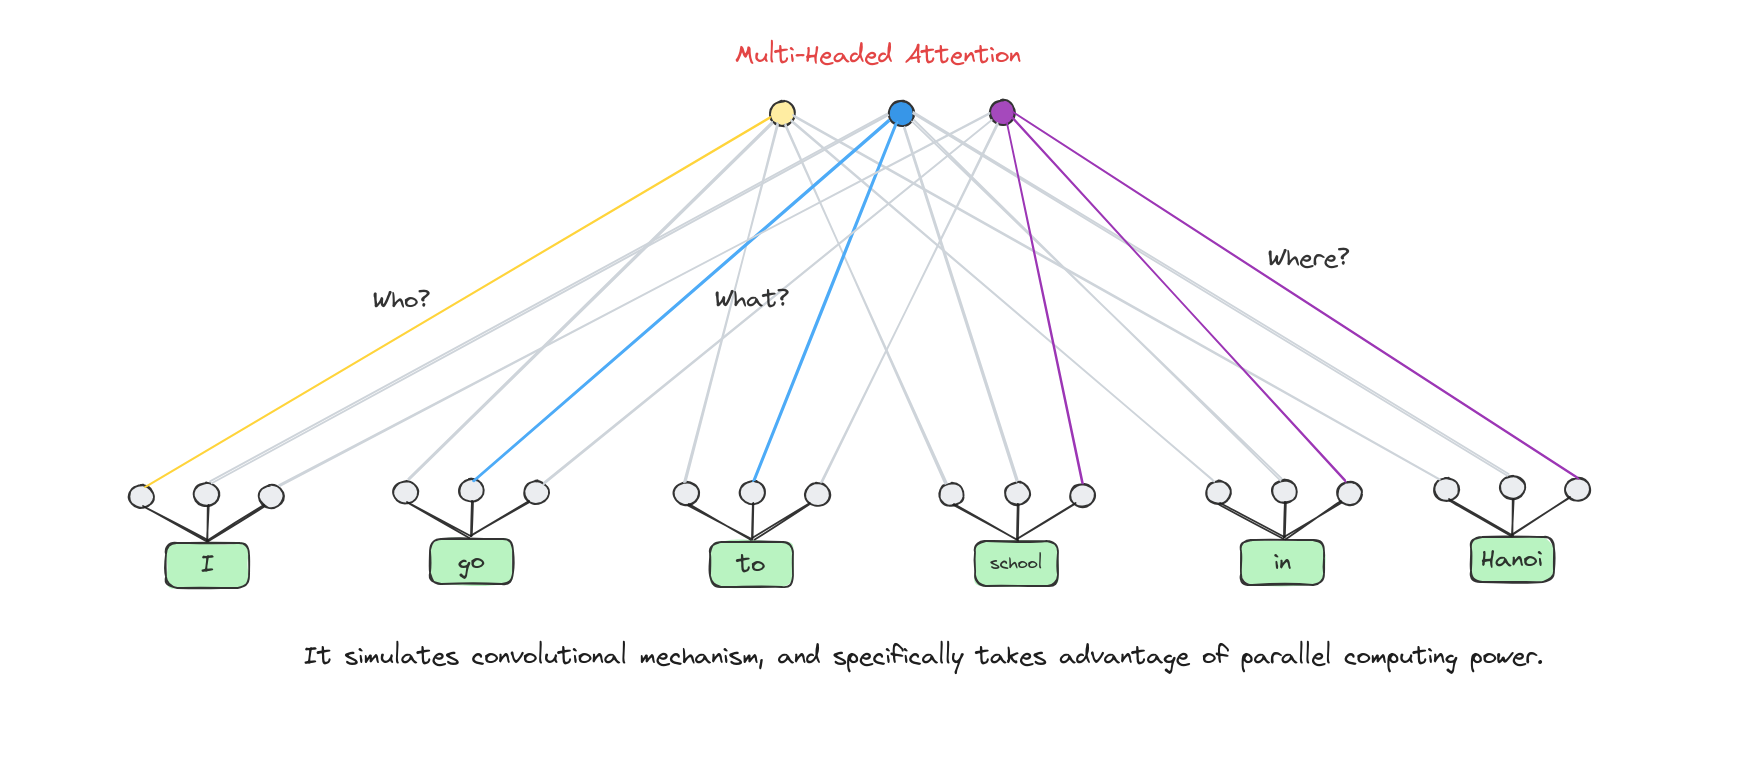 Multi-Headed Attention
Where?
Who?
What?
I
go
to
school
in
Hanoi
It simulates convolutional mechanism, and specifically takes advantage of parallel computing power.